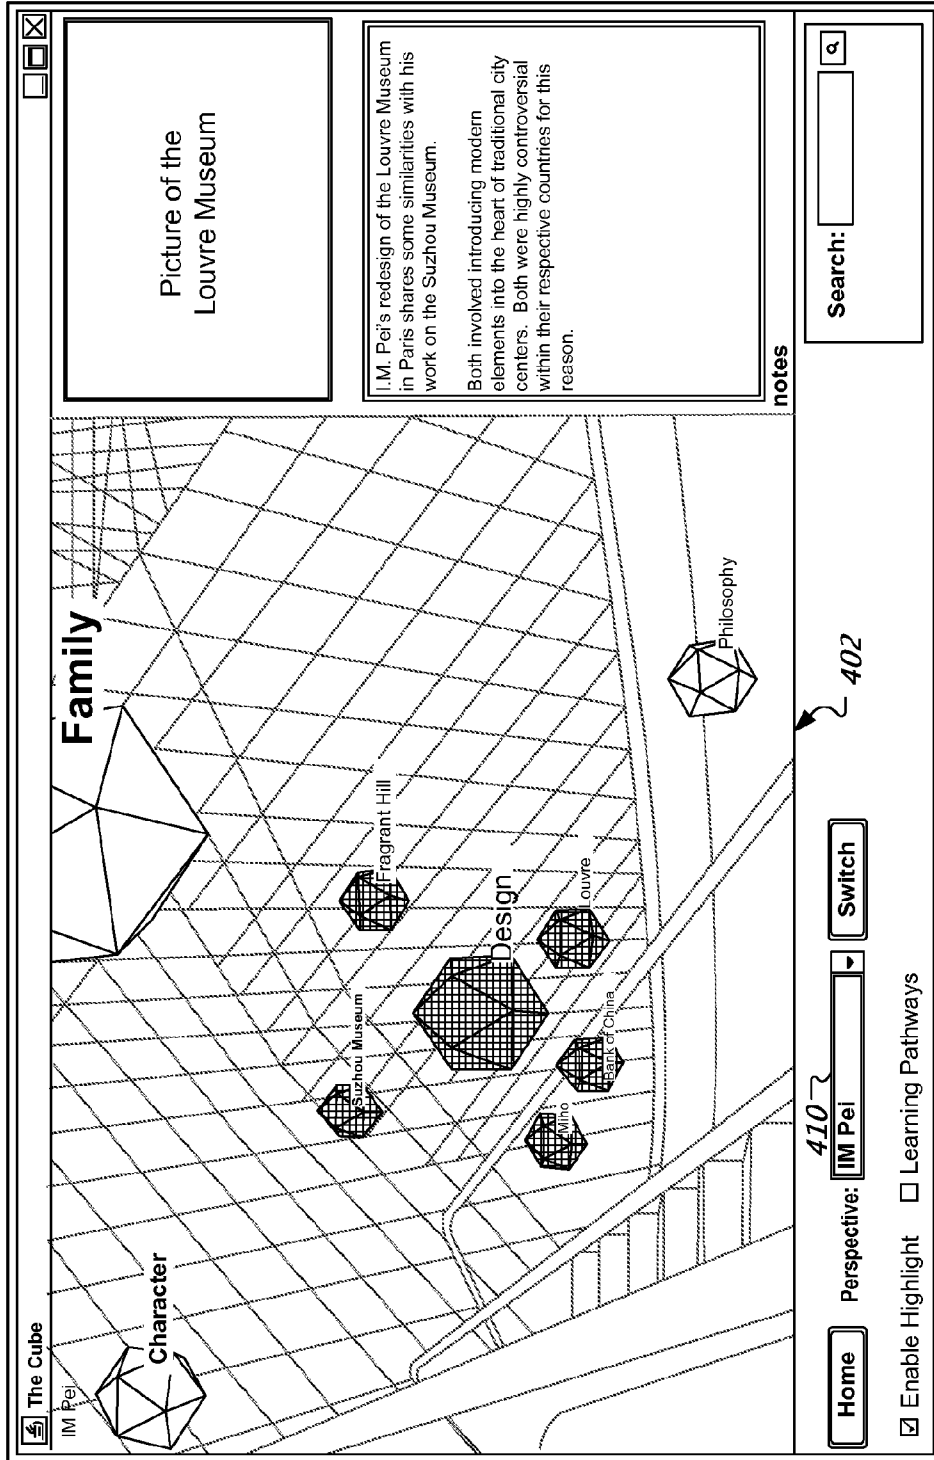 The Cube
IM Pei
Character
Family
Suzhou Museum
Fragrant Hill
Design
Mino
Bank of China
Louvre
Philosophy
Picture of the
Louvre Museum
I.M. Pei's redesign of the Louvre Museum
in Paris shares some similarities with his
work on the Suzhou Museum.
Both involved introducing modern
elements into the heart of traditional city
centers. Both were highly controversial
within their respective countries for this
reason.
notes
402
410
Home Perspective: IM Pei Switch
Search:
Enable Highlight Learning Pathways